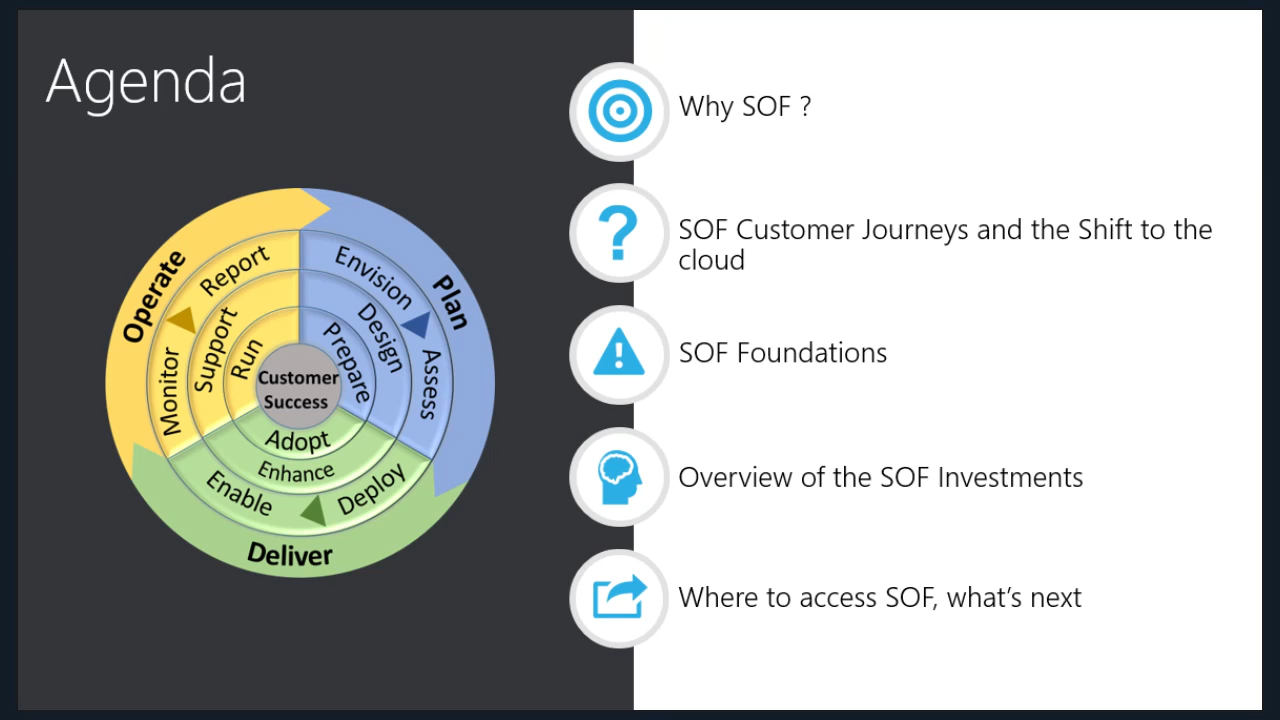 Agenda
Operate
Report
Monitor
Support
Run
Plan
Envision
Design
Assess
Prepare
Customer
Success
Adopt
Enhance
Enable
Deploy
Deliver
Why SOF ?
SOF Customer Journeys and the Shift to the
cloud
SOF Foundations
Overview of the SOF Investments
Where to access SOF, what’s next